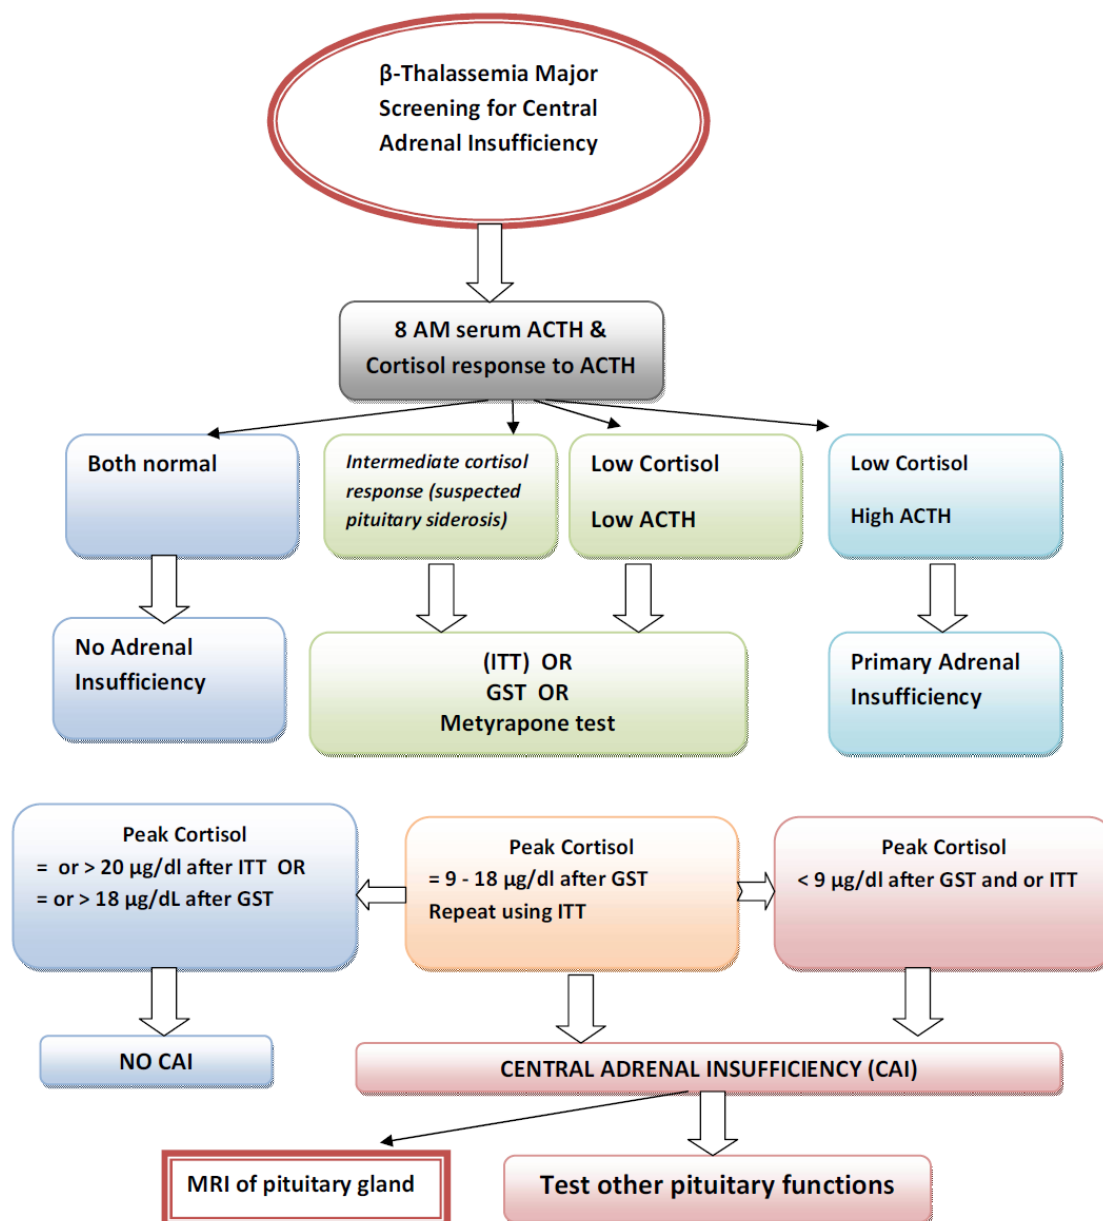 β-Thalassemia Major
Screening for Central
Adrenal Insufficiency
8 AM serum ACTH &
Cortisol response to ACTH
Both normal
Intermediate cortisol
response (suspected
pituitary siderosis)
Low Cortisol
Low ACTH
Low Cortisol
High ACTH
No Adrenal
Insufficiency
(ITT) OR
GST OR
Metyrapone test
Primary Adrenal
Insufficiency
Peak Cortisol
= or > 20 µg/dl after ITT OR
= or > 18 µg/dL after GST
Peak Cortisol
= 9 - 18 µg/dl after GST
Repeat using ITT
Peak Cortisol
< 9 µg/dl after GST and or ITT
NO CAI
CENTRAL ADRENAL INSUFFICIENCY (CAI)
MRI of pituitary gland
Test other pituitary functions